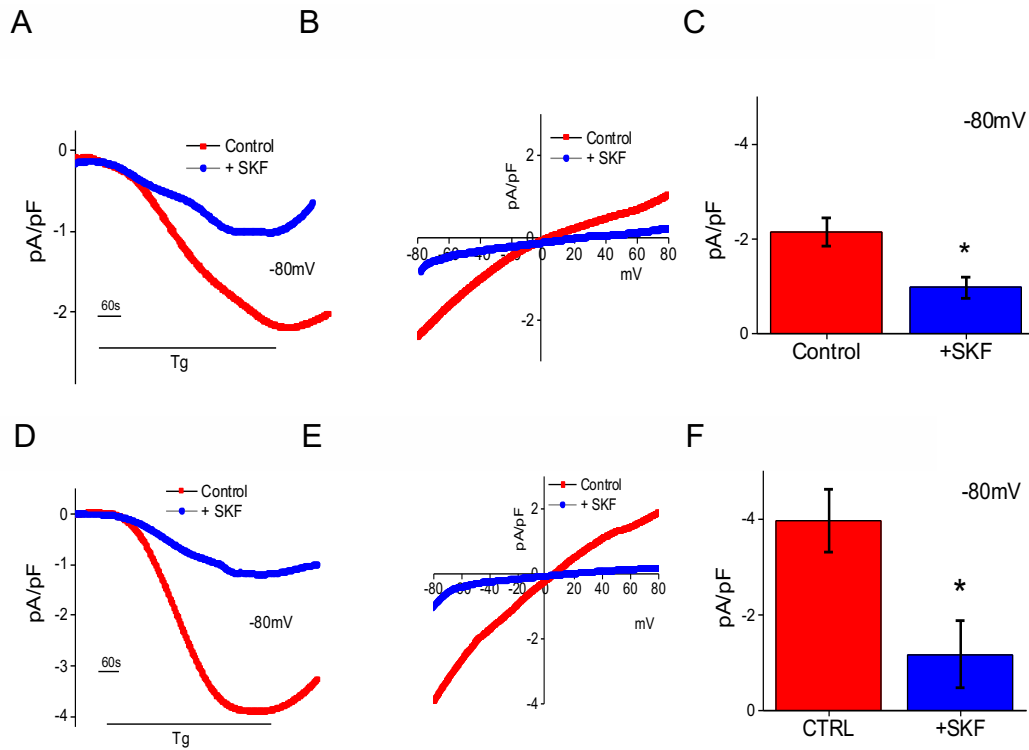 A
B
C
0
-1
-2
pA/pF
Control
+ SKF
-80mV
60s
Tg
2
-2
pA/pF
Control
+ SKF
-80 -60 -40 -20 0 20 40 60 80
mV
-4
-2
0
pA/pF
-80mV
*
Control
+SKF
D
E
F
0
-1
-2
-3
-4
pA/pF
Control
+ SKF
-80mV
60s
Tg
2
-2
-4
pA/pF
Control
+ SKF
-80 -60 -40 -20 0 20 40 60 80
mV
-4
-2
-0
pA/pF
-80mV
*
CTRL
+SKF